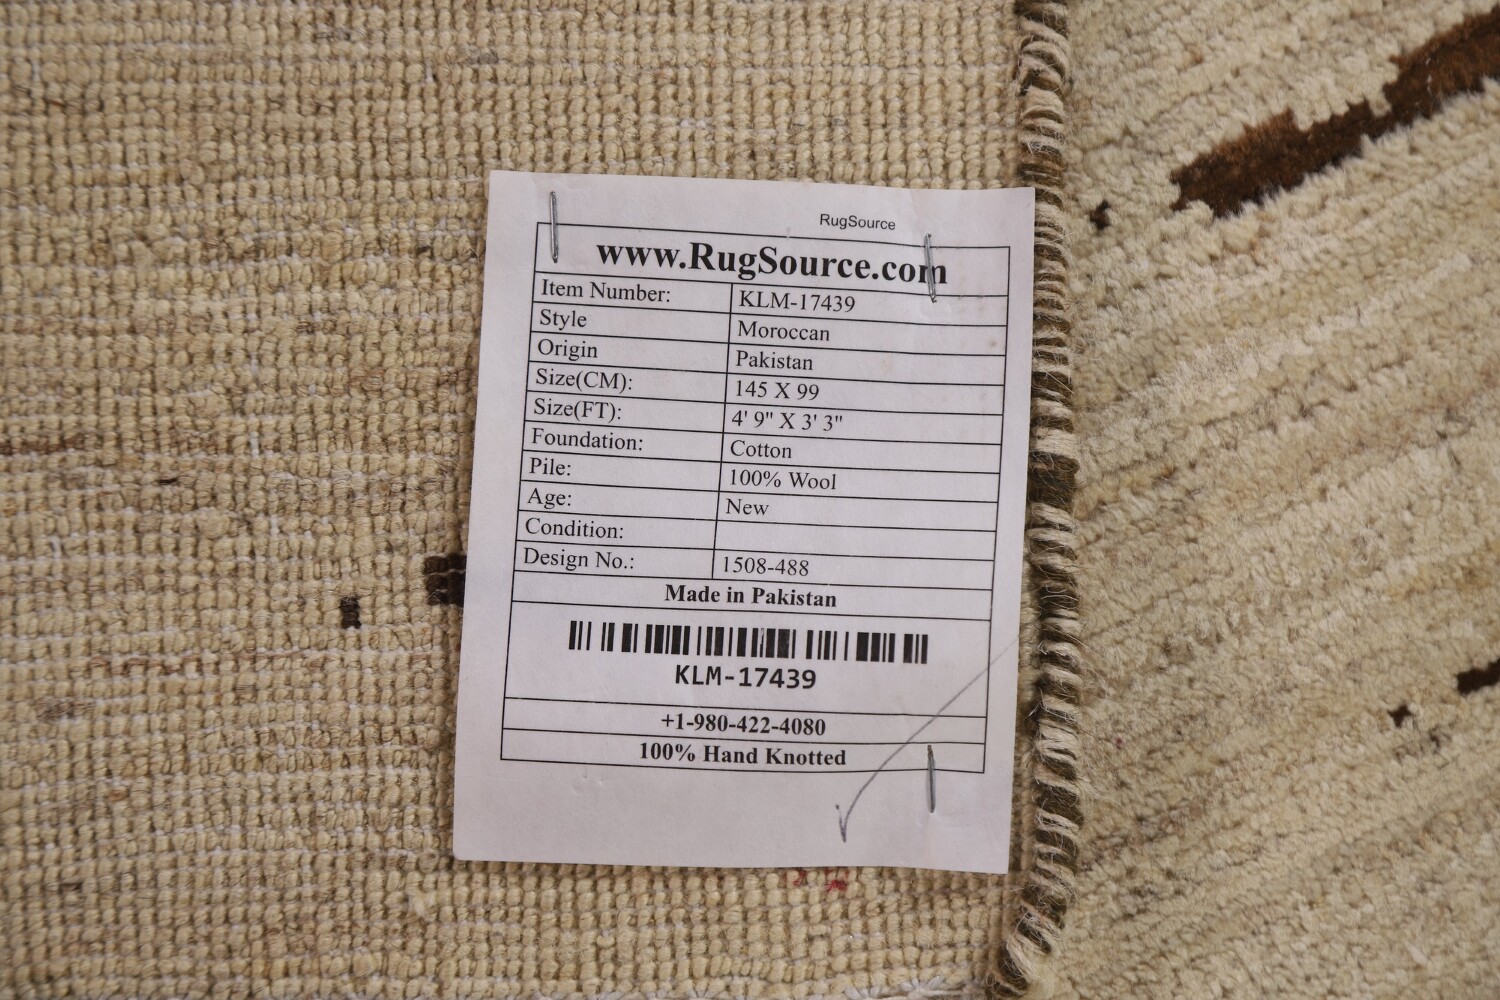 RugSource
www.RugSource.com
Item Number: KLM-17439
Style Moroccan
Origin Pakistan
Size(CM): 145 X 99
Size(FT): 4' 9" X 3' 3"
Foundation: Cotton
Pile: 100% Wool
Age: New
Condition:
Design No.: 1508-488
Made in Pakistan
KLM-17439
+1-980-422-4080
100% Hand Knotted